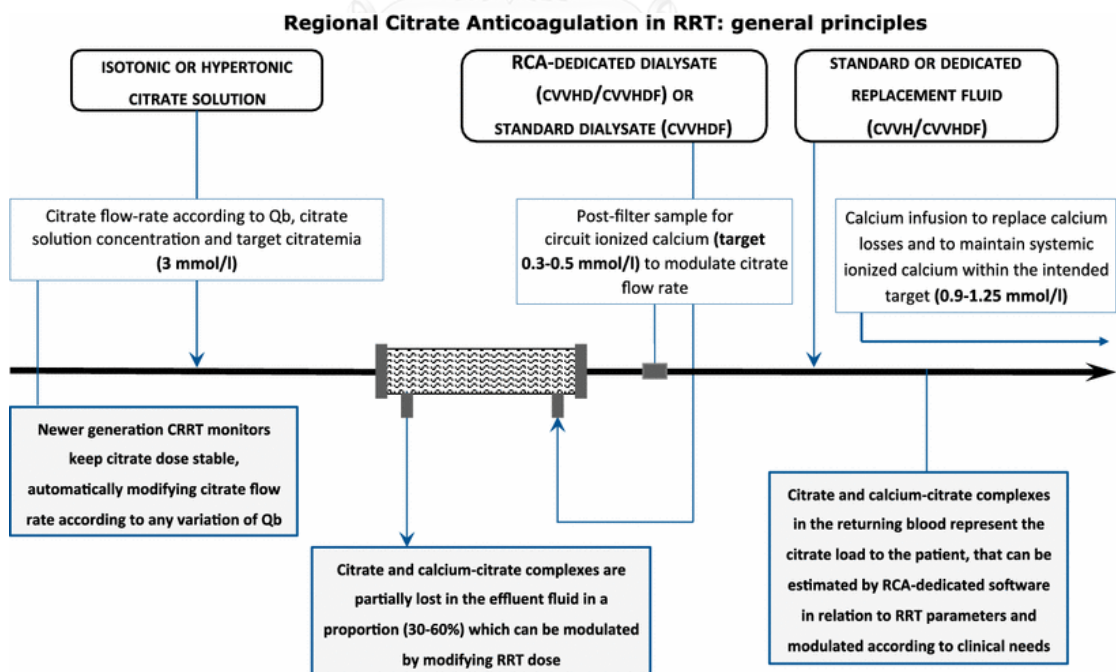 Regional Citrate Anticoagulation in RRT: general principles
ISOTONIC OR HYPERTONIC
CITRATE SOLUTION
RCA-DEDICATED DIALYSATE
(CVVHD/CVVHDF) OR
STANDARD DIALYSATE (CVVHDF)
STANDARD OR DEDICATED
REPLACEMENT FLUID
(CVVH/CVVHDF)
Citrate flow-rate according to Qb, citrate
solution concentration and target citratemia
(3 mmol/l)
Post-filter sample for
circuit ionized calcium (target
0.3-0.5 mmol/l) to modulate citrate
flow rate
Calcium infusion to replace calcium
losses and to maintain systemic
ionized calcium within the intended
target (0.9-1.25 mmol/l)
Newer generation CRRT monitors
keep citrate dose stable,
automatically modifying citrate flow
rate according to any variation of Qb
Citrate and calcium-citrate complexes are
partially lost in the effluent fluid in a
proportion (30-60%) which can be modulated
by modifying RRT dose
Citrate and calcium-citrate complexes
in the returning blood represent the
citrate load to the patient, that can be
estimated by RCA-dedicated software
in relation to RRT parameters and
modulated according to clinical needs